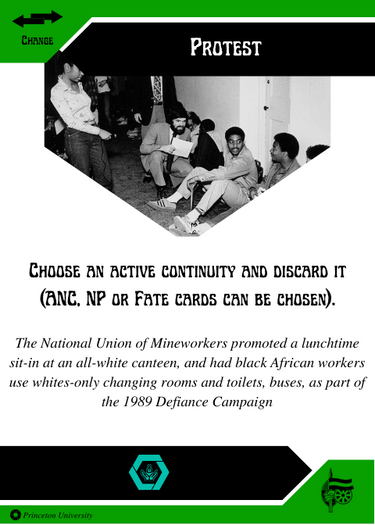 Change
Protest
Choose an active continuity and discard it
(ANC, NP or Fate cards can be chosen).
The National Union of Mineworkers promoted a lunchtime
sit-in at an all-white canteen, and had black African workers
use whites-only changing rooms and toilets, buses, as part of
the 1989 Defiance Campaign
Princeton University